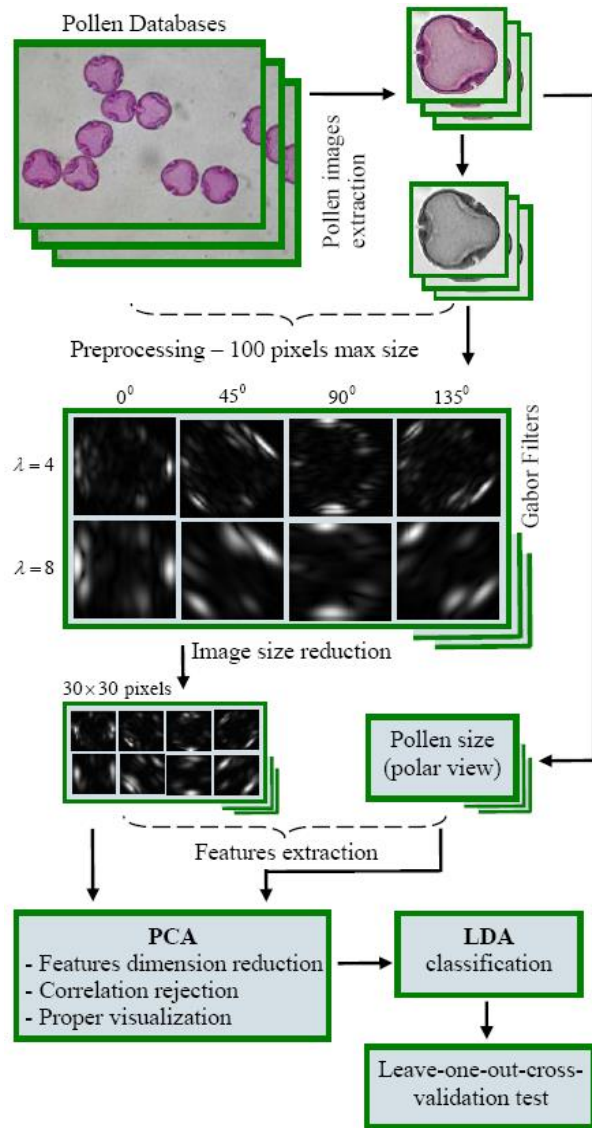 Pollen Databases
Pollen images
extraction
Preprocessing – 100 pixels max size
0⁰ 45⁰ 90⁰ 135⁰
λ = 4
λ = 8
Gabor Filters
Image size reduction
30×30 pixels
Pollen size
(polar view)
Features extraction
PCA
- Features dimension reduction
- Correlation rejection
- Proper visualization
LDA
classification
Leave-one-out-cross-
validation test